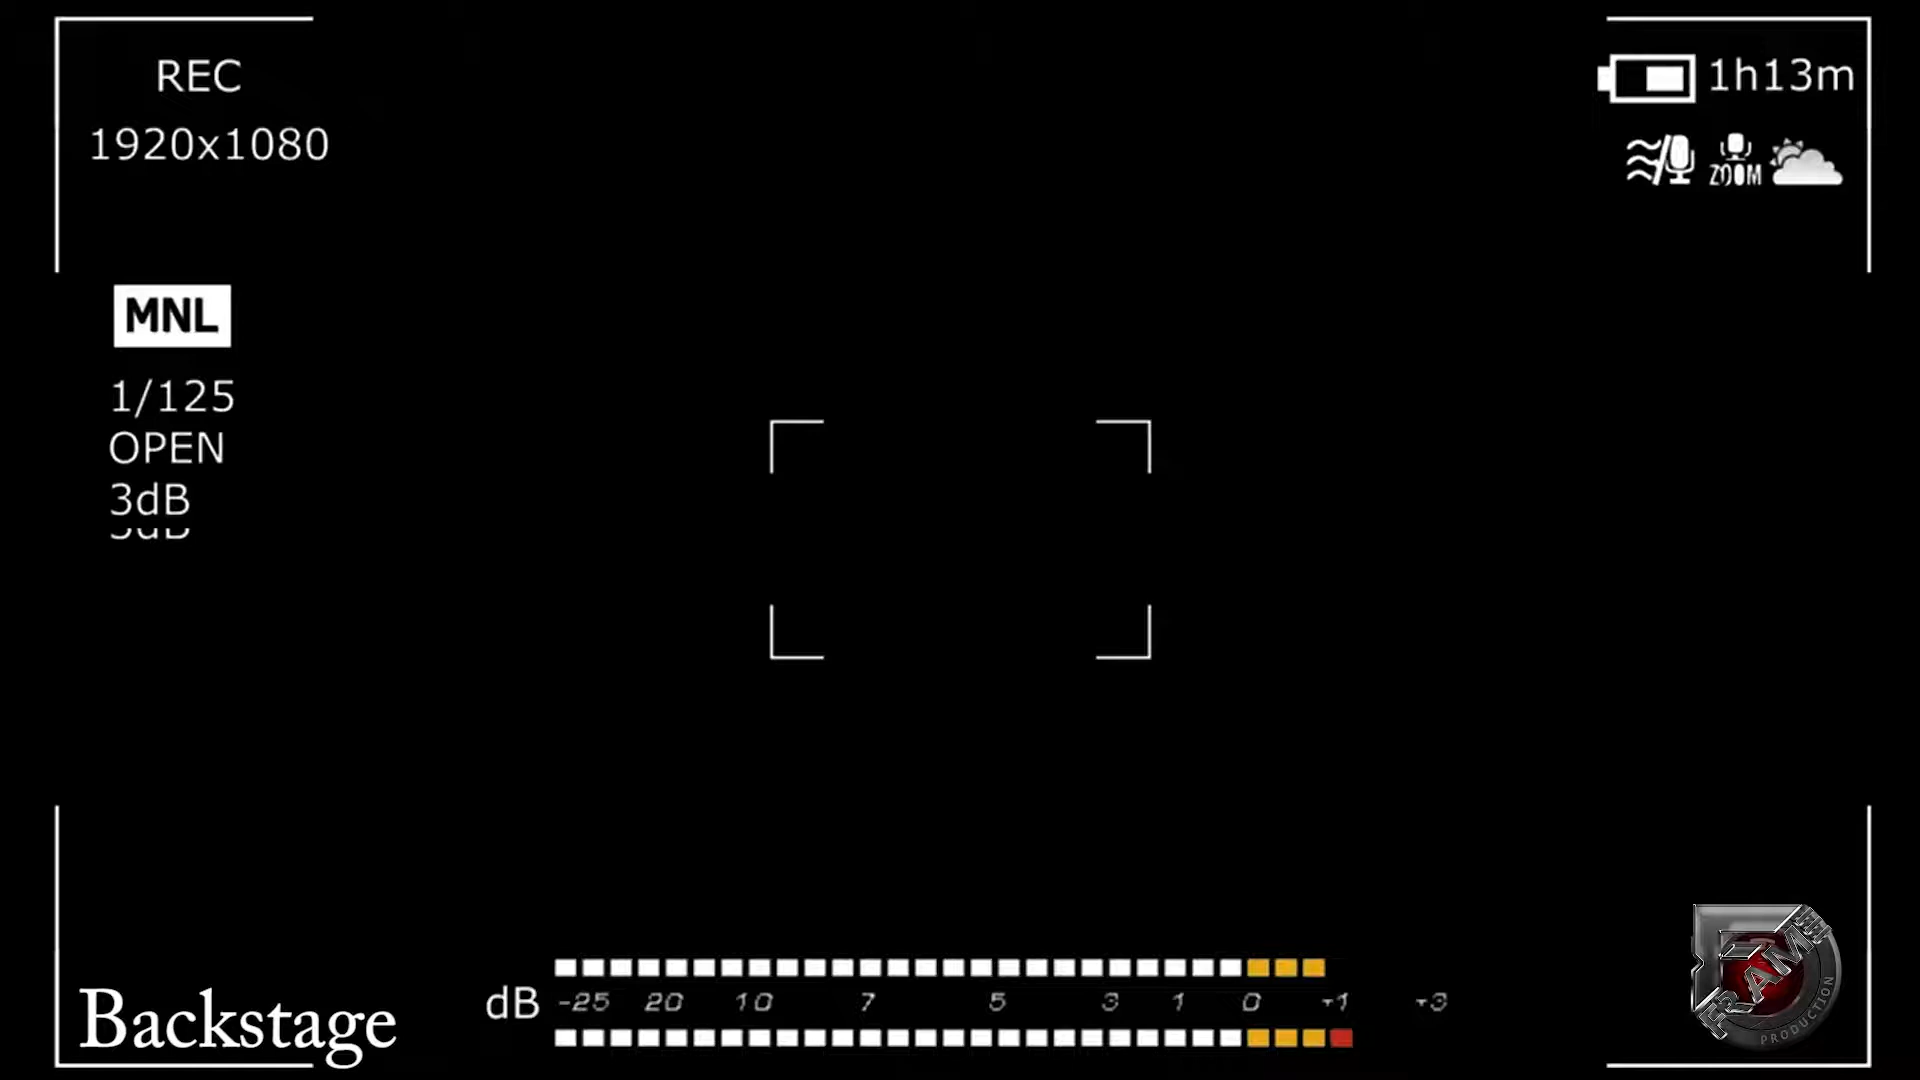 REC
1920x1080
1h13m
ZOOM
MNL
1/125
OPEN
3dB
3dB
dB -25 20 10 7 5 3 1 0 +1 +3
Backstage
FRAME
PRODUCTION